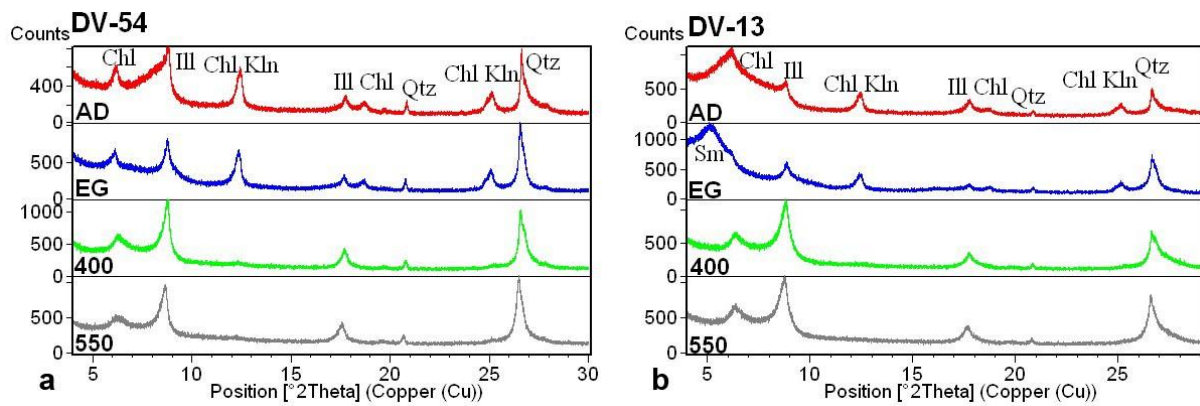 DV-54
Counts
Chl Ill Chl Kln Ill Chl Qtz Chl Kln Qtz
400
0
AD
500
0
EG
1000
500
0
400
500
0
550
5 10 15 20 25 30
Position [°2Theta] (Copper (Cu))
a
DV-13
Counts
Chl Ill Chl Kln Ill Chl Qtz Chl Kln Qtz
500
0
AD
1000
Sm
500
0
EG
500
0
400
500
0
550
5 10 15 20 25
Position [°2Theta] (Copper (Cu))
b